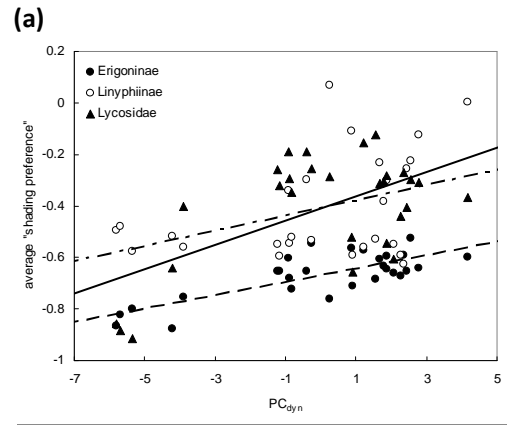 (a)
0.2
0
-0.2
-0.4
-0.6
-0.8
-1
average "shading preference"
Erigoninae
Linyphiinae
Lycosidae
-7 -5 -3 -1 1 3 5
PCdyn